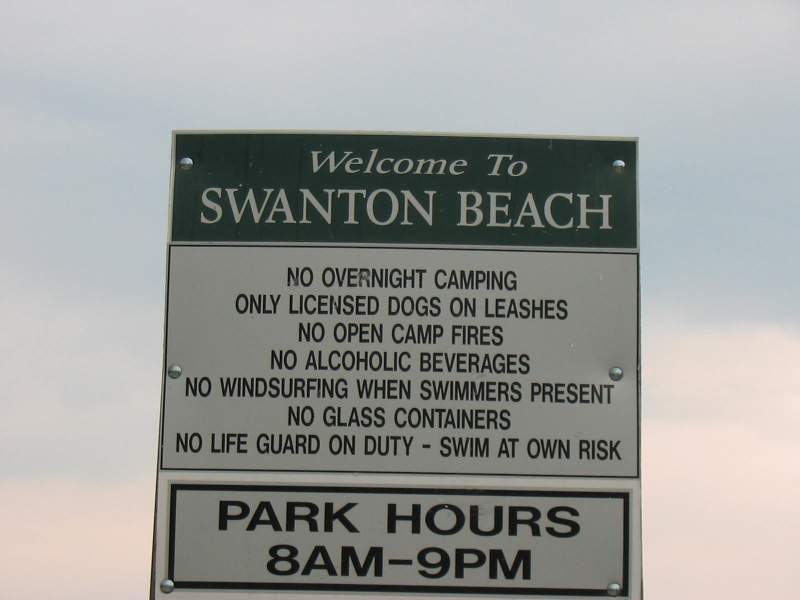 Welcome To
SWANTON BEACH
NO OVERNIGHT CAMPING
ONLY LICENSED DOGS ON LEASHES
NO OPEN CAMP FIRES
NO ALCOHOLIC BEVERAGES
NO WINDSURFING WHEN SWIMMERS PRESENT
NO GLASS CONTAINERS
NO LIFE GUARD ON DUTY - SWIM AT OWN RISK
PARK HOURS
8AM-9PM